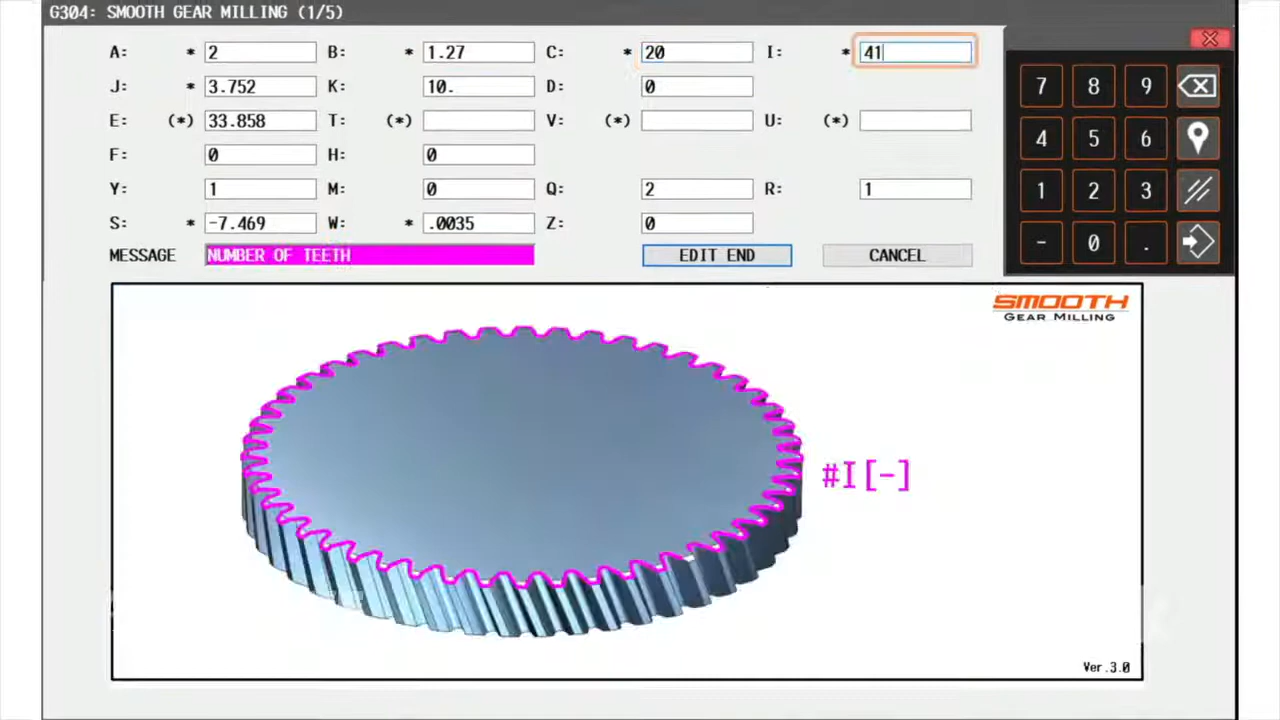 G304: SMOOTH GEAR MILLING (1/5)
A: * 2 B: * 1.27 C: * 20 I: * 41
J: * 3.752 K: 10. D: 0
E: (*) 33.858 T: (*) V: (*) U: (*)
F: 0 H: 0
Y: 1 M: 0 Q: 2 R: 1
S: * -7.469 W: * .0035 Z: 0
MESSAGE NUMBER OF TEETH EDIT END CANCEL
7 8 9
4 5 6
1 2 3
- 0 .
SMOOTH
GEAR MILLING
#I[-]
Ver.3.0